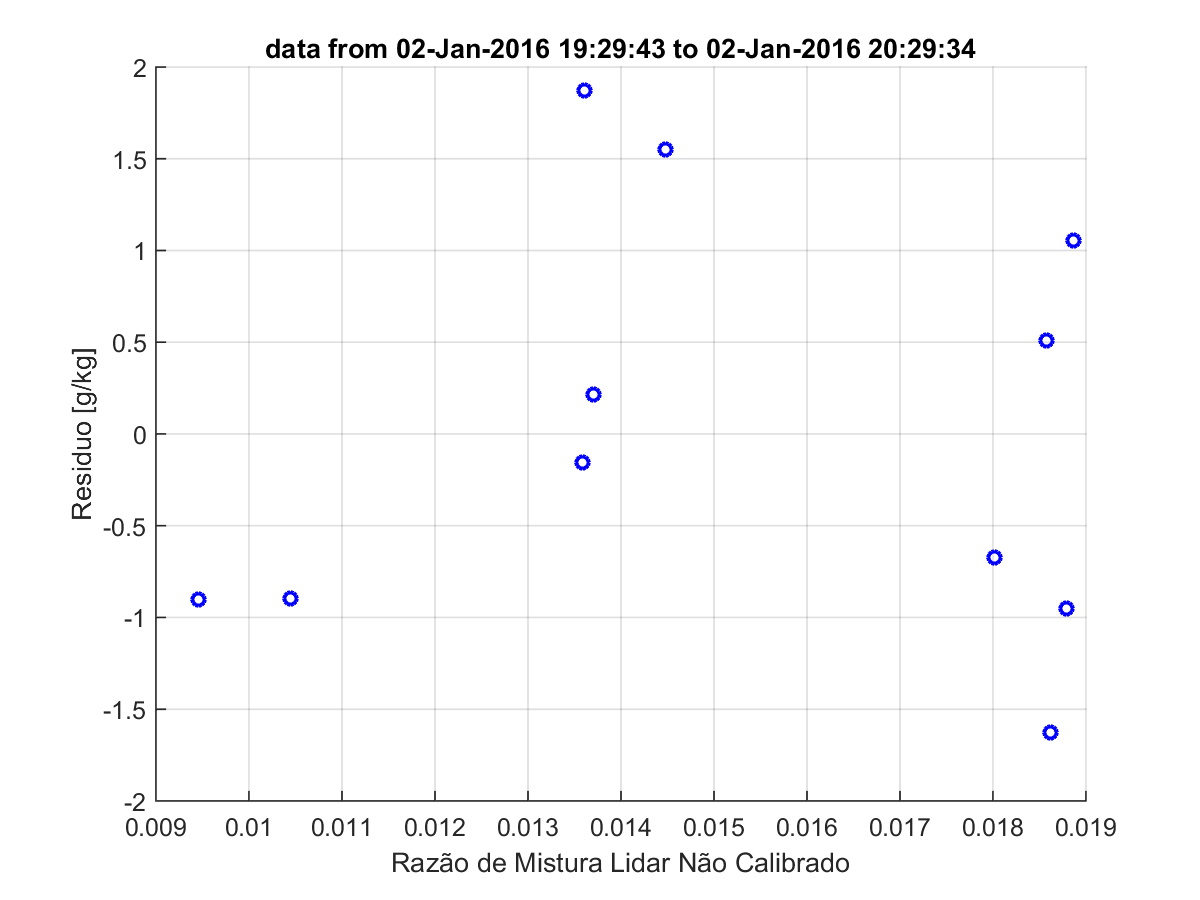 data from 02-Jan-2016 19:29:43 to 02-Jan-2016 20:29:34
2
1.5
1
0.5
0
-0.5
-1
-1.5
-2
Residuo [g/kg]
0.009 0.01 0.011 0.012 0.013 0.014 0.015 0.016 0.017 0.018 0.019
Razão de Mistura Lidar Não Calibrado